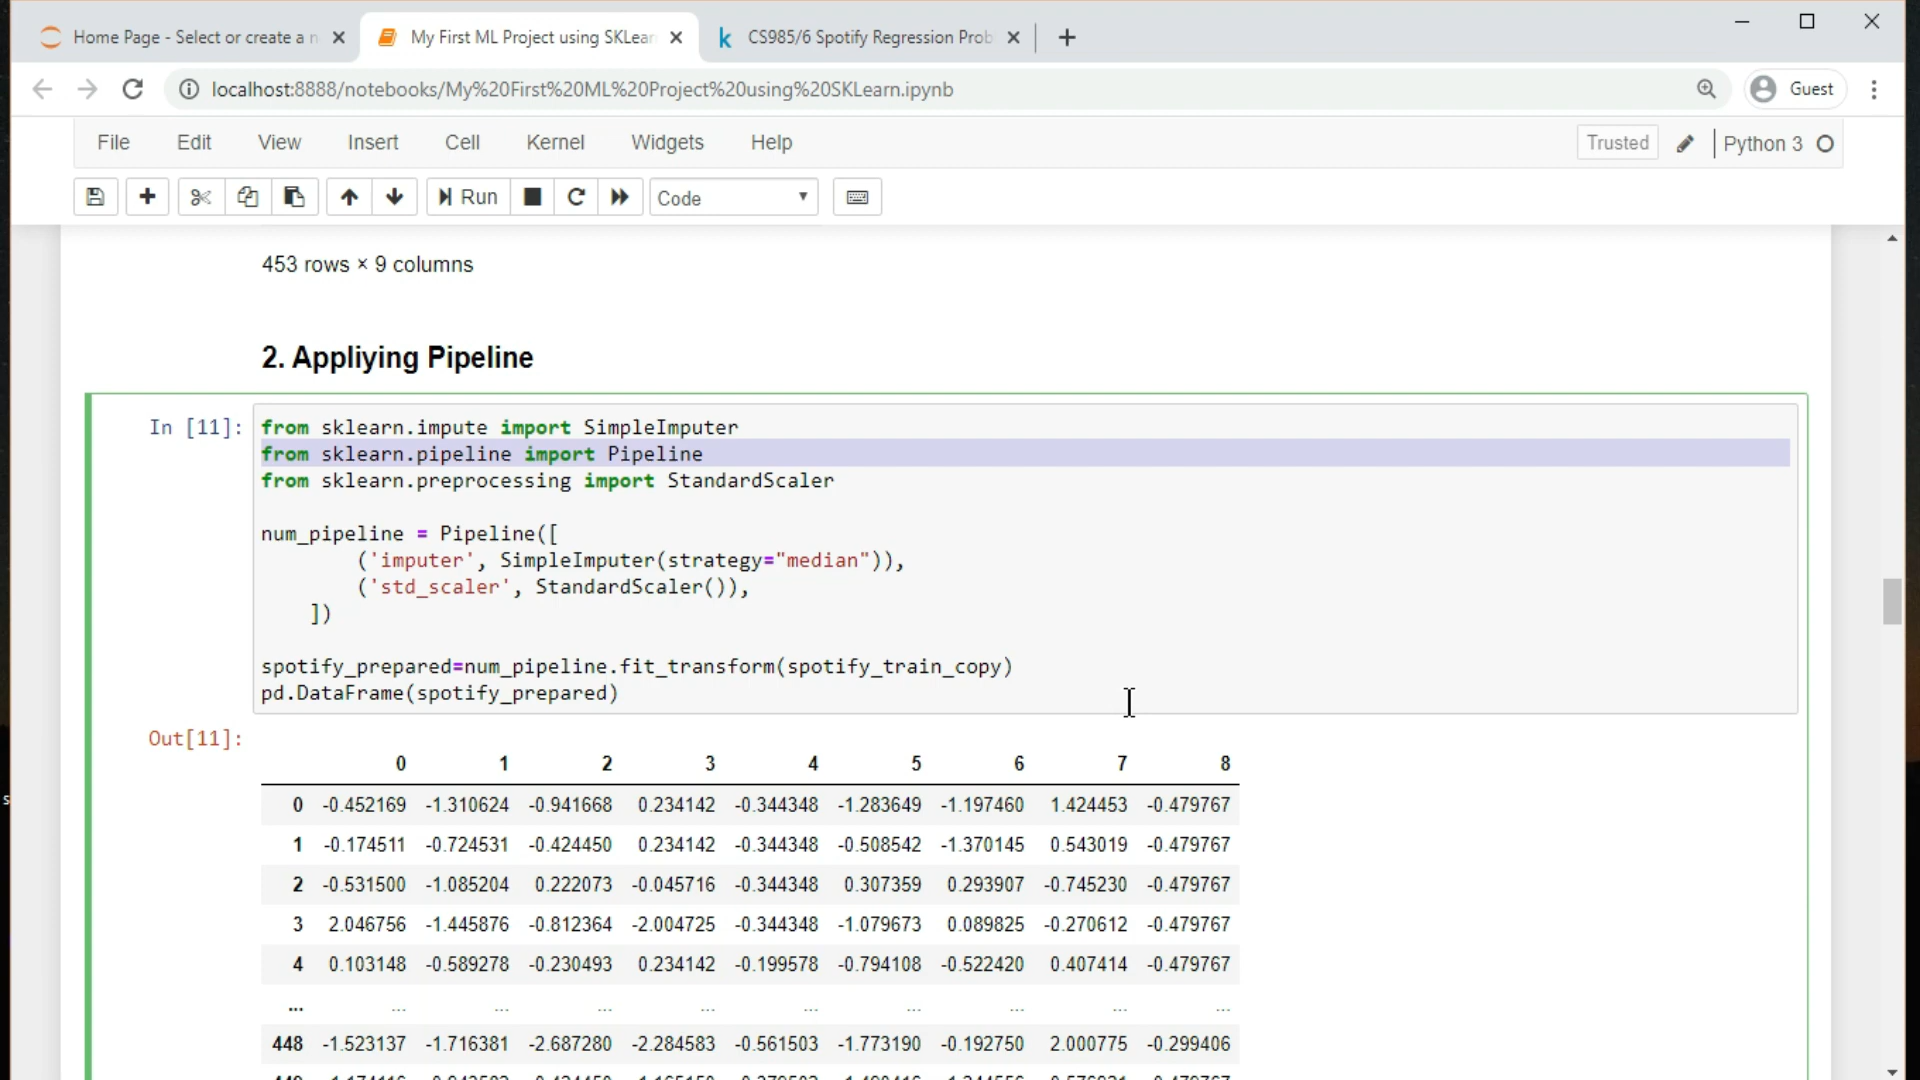 Home Page - Select or create a n
My First ML Project using SKLear
CS985/6 Spotify Regression Prob
localhost:8888/notebooks/My%20First%20ML%20Project%20using%20SKLearn.ipynb
Guest
File Edit View Insert Cell Kernel Widgets Help
Trusted
Python 3
Run
Code
453 rows × 9 columns
2. Appliying Pipeline
In [11]:
from sklearn.impute import SimpleImputer
from sklearn.pipeline import Pipeline
from sklearn.preprocessing import StandardScaler
num_pipeline = Pipeline([
('imputer', SimpleImputer(strategy="median")),
('std_scaler', StandardScaler()),
])
spotify_prepared=num_pipeline.fit_transform(spotify_train_copy)
pd.DataFrame(spotify_prepared)
Out[11]:
0 1 2 3 4 5 6 7 8
0 -0.452169 -1.310624 -0.941668 0.234142 -0.344348 -1.283649 -1.197460 1.424453 -0.479767
1 -0.174511 -0.724531 -0.424450 0.234142 -0.344348 -0.508542 -1.370145 0.543019 -0.479767
2 -0.531500 -1.085204 0.222073 -0.045716 -0.344348 0.307359 0.293907 -0.745230 -0.479767
3 2.046756 -1.445876 -0.812364 -2.004725 -0.344348 -1.079673 0.089825 -0.270612 -0.479767
4 0.103148 -0.589278 -0.230493 0.234142 -0.199578 -0.794108 -0.522420 0.407414 -0.479767
... ... ... ... ... ... ... ... ... ...
448 -1.523137 -1.716381 -2.687280 -2.284583 -0.561503 -1.773190 -0.192750 2.000775 -0.299406